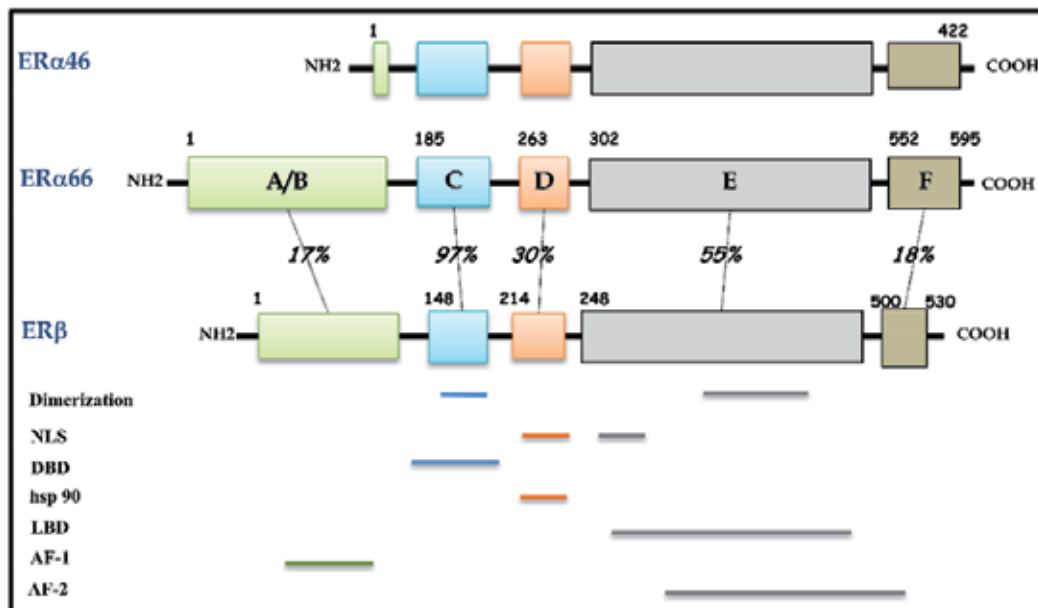 1 422
ERα46 NH2 COOH
1 185 263 302 552 595
ERα66 NH2 A/B C D E F COOH
17% 97% 30% 55% 18%
1 148 214 248 500 530
ERβ NH2 COOH
Dimerization
NLS
DBD
hsp 90
LBD
AF-1
AF-2